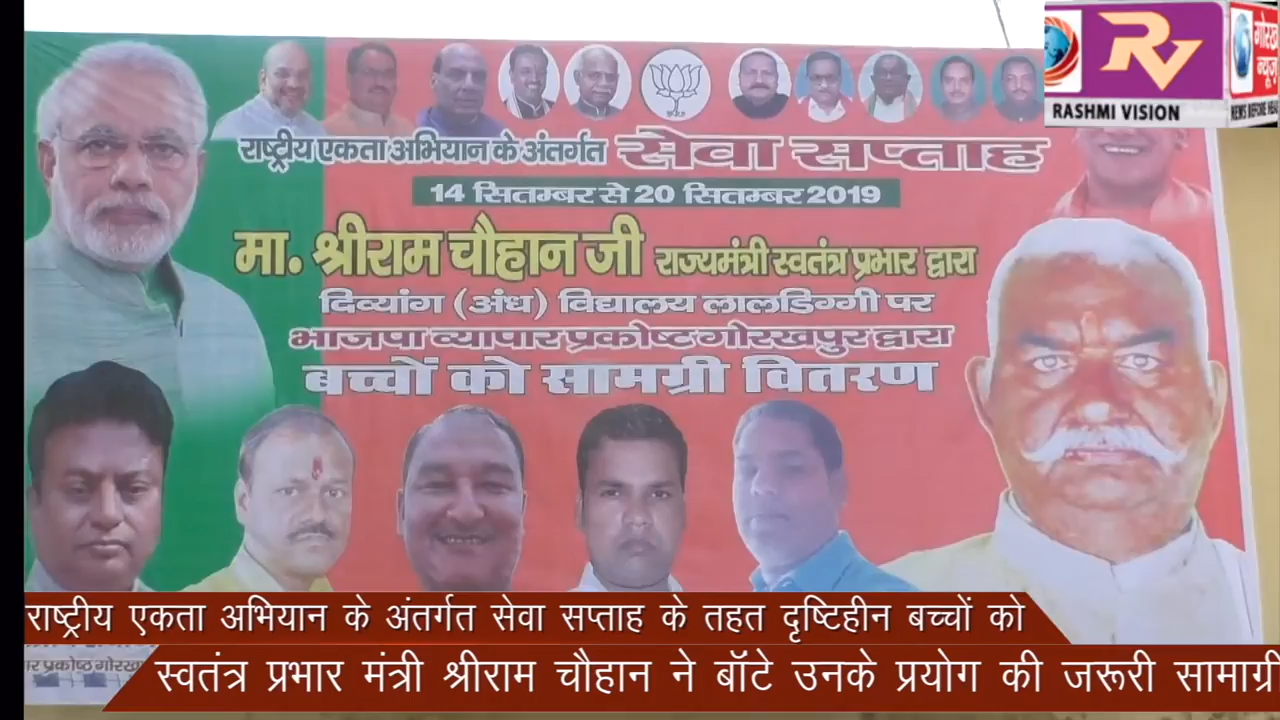 RASHMI VISION
गोरख
न्यूज़
राष्ट्रीय एकता अभियान के अंतर्गत सेवा सप्ताह
14 सितम्बर से 20 सितम्बर 2019
मा. श्रीराम चौहान जी राज्यमंत्री स्वतंत्र प्रभार द्वारा
दिव्यांग (अंध) विद्यालय लालडिग्गी पर
भाजपा व्यापार प्रकोष्ट गोरखपुर द्वारा
बच्चों को सामग्री वितरण
राष्ट्रीय एकता अभियान के अंतर्गत सेवा सप्ताह के तहत दृष्टिहीन बच्चों को
स्वतंत्र प्रभार मंत्री श्रीराम चौहान ने बॉटे उनके प्रयोग की जरूरी सामाग्री